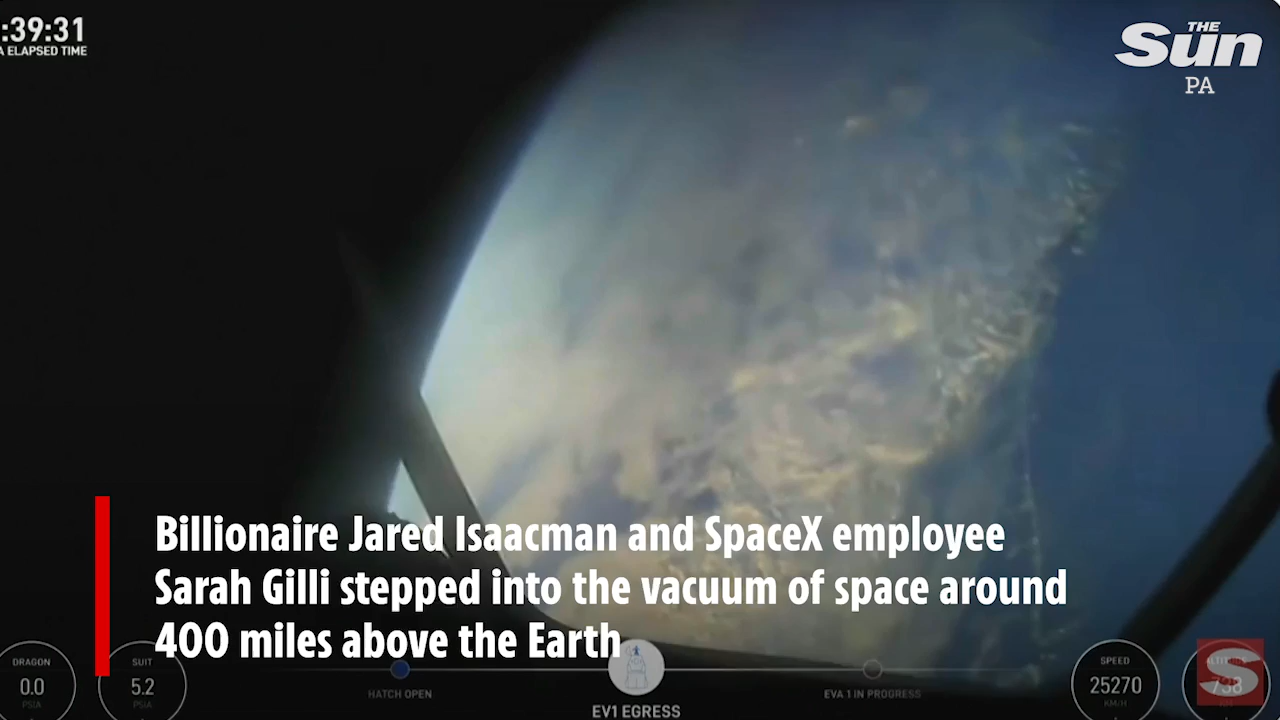 :39:31
A ELAPSED TIME
THE
Sun
PA
Billionaire Jared Isaacman and SpaceX employee
Sarah Gilli stepped into the vacuum of space around
400 miles above the Earth
DRAGON
0.0
PSIA
SUIT
5.2
PSIA
HATCH OPEN
EV1 EGRESS
EVA 1 IN PROGRESS
SPEED
25270
KM/H
ALTITUDE
738
S